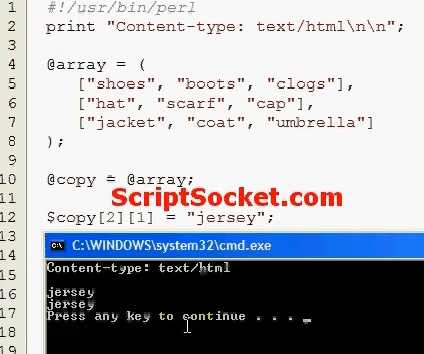 1 #!/usr/bin/perl
2 print "Content-type: text/html\n\n";
3
4 @array = (
5 ["shoes", "boots", "clogs"],
6 ["hat", "scarf", "cap"],
7 ["jacket", "coat", "umbrella"]
8 );
9
10 @copy = @array;
11 ScriptSocket.com
12 $copy[2][1] = "jersey";
13
14 C:\WINDOWS\system32\cmd.exe
15 Content-type: text/html
16 jersey
jersey
17 Press any key to continue . . . _
18
19